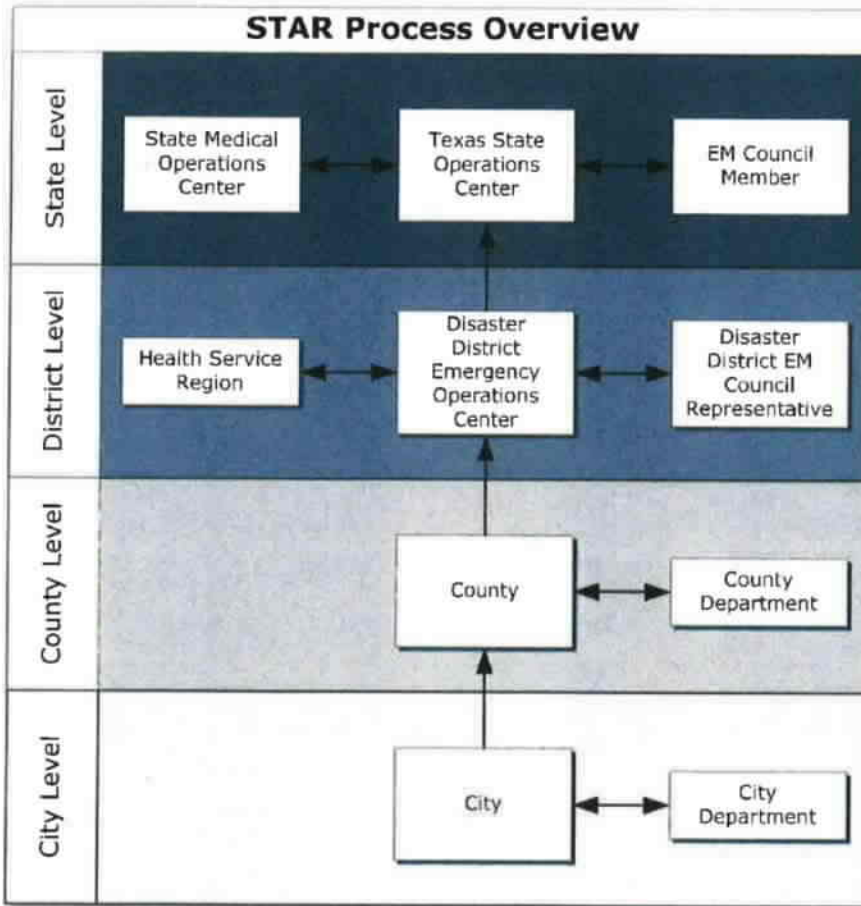 STAR Process Overview
State Level
State Medical
Operations
Center
Texas State
Operations
Center
EM Council
Member
District Level
Health Service
Region
Disaster
District
Emergency
Operations
Center
Disaster
District EM
Council
Representative
County Level
County
County
Department
City Level
City
City
Department